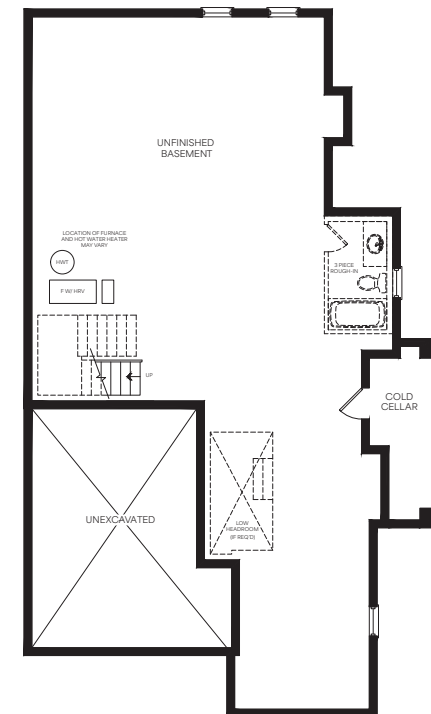 UNFINISHED
BASEMENT
LOCATION OF FURNACE
AND HOT WATER HEATER
MAY VARY
HWT
F W/ HRV
3 PIECE
ROUGH-IN
UP
COLD
CELLAR
UNEXCAVATED
LOW
HEADROOM
(IF REQ'D)